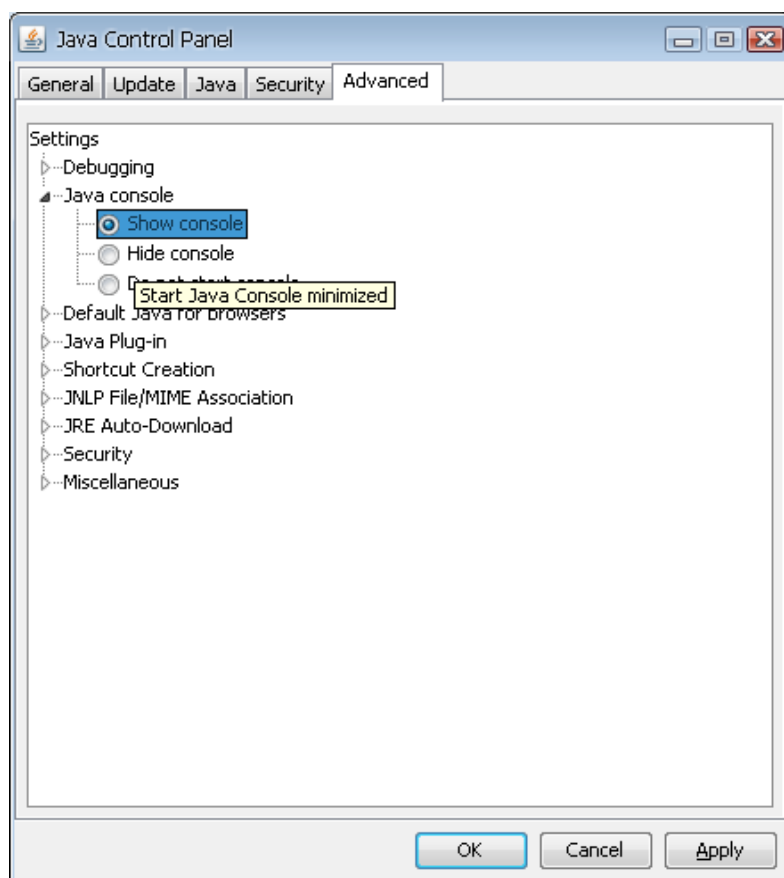 Java Control Panel
General Update Java Security Advanced
Settings
Debugging
Java console
Show console
Hide console
Start Java Console minimized
Default Java for browsers
Java Plug-in
Shortcut Creation
JNLP File/MIME Association
JRE Auto-Download
Security
Miscellaneous
OK Cancel Apply